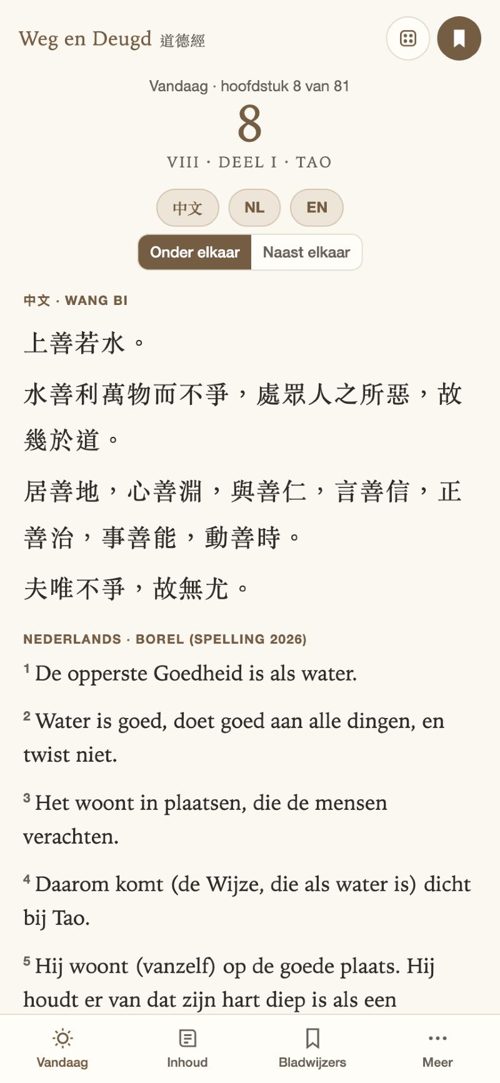 Weg en Deugd 道德經
Vandaag · hoofdstuk 8 van 81
8
VIII · DEEL I · TAO
中文 NL EN
Onder elkaar Naast elkaar
中文 · WANG BI
上善若水。
水善利萬物而不爭，處眾人之所惡，故
幾於道。
居善地，心善淵，與善仁，言善信，正
善治，事善能，動善時。
夫唯不爭，故無尤。
NEDERLANDS · BOREL (SPELLING 2026)
1 De opperste Goedheid is als water.
2 Water is goed, doet goed aan alle dingen, en
twist niet.
3 Het woont in plaatsen, die de mensen
verachten.
4 Daarom komt (de Wijze, die als water is) dicht
bij Tao.
5 Hij woont (vanzelf) op de goede plaats. Hij
houdt er van dat zijn hart diep is als een
Vandaag Inhoud Bladwijzers Meer